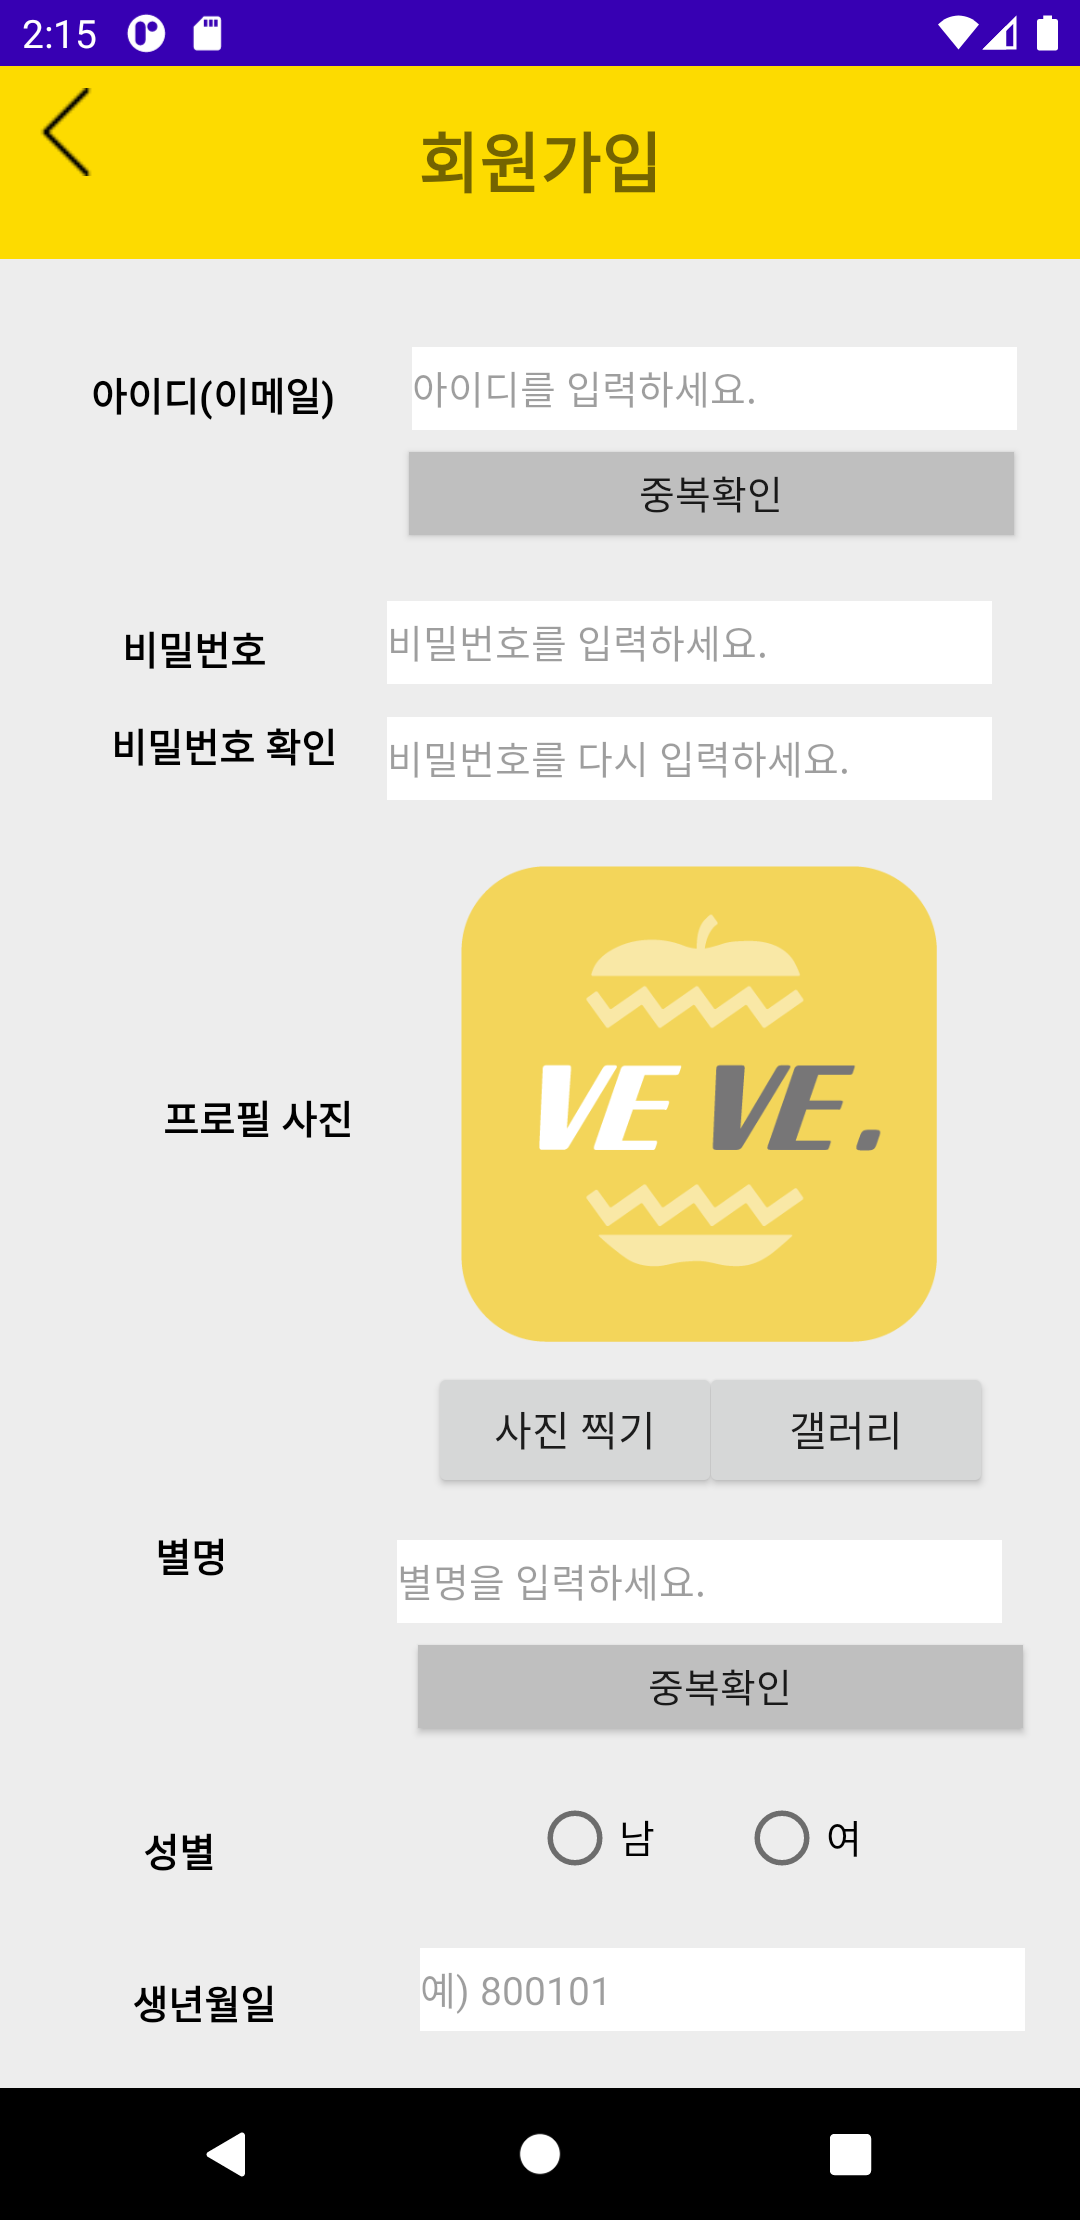 2:15
회원가입
아이디(이메일)
아이디를 입력하세요.
중복확인
비밀번호
비밀번호를 입력하세요.
비밀번호 확인
비밀번호를 다시 입력하세요.
VE VE.
프로필 사진
사진 찍기
갤러리
별명
별명을 입력하세요.
중복확인
성별
남
여
생년월일
예) 800101